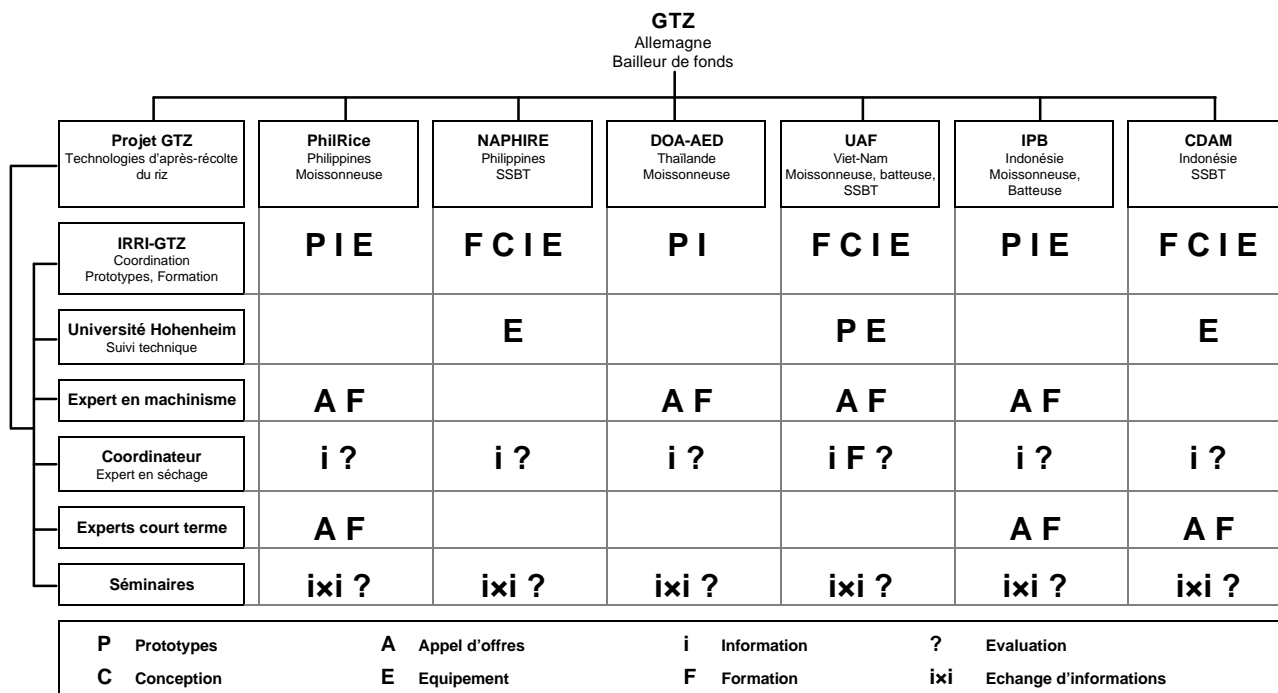 GTZ
Allemagne
Bailleur de fonds
Projet GTZ
Technologies d'après-récolte
du riz
PhilRice
Philippines
Moissonneuse
NAPHIRE
Philippines
SSBT
DOA-AED
Thaïlande
Moissonneuse
UAF
Viet-Nam
Moissonneuse, batteuse,
SSBT
IPB
Indonésie
Moissonneuse,
Batteuse
CDAM
Indonésie
SSBT
IRRI-GTZ
Coordination
Prototypes, Formation
P I E
F C I E
P I
F C I E
P I E
F C I E
Université Hohenheim
Suivi technique
E
P E
E
Expert en machinisme
A F
A F
A F
A F
Coordinateur
Expert en séchage
i ?
i ?
i ?
i F ?
i ?
i ?
Experts court terme
A F
A F
A F
Séminaires
i×i ?
i×i ?
i×i ?
i×i ?
i×i ?
i×i ?
P Prototypes A Appel d'offres i Information ? Evaluation
C Conception E Equipement F Formation i×i Echange d'informations